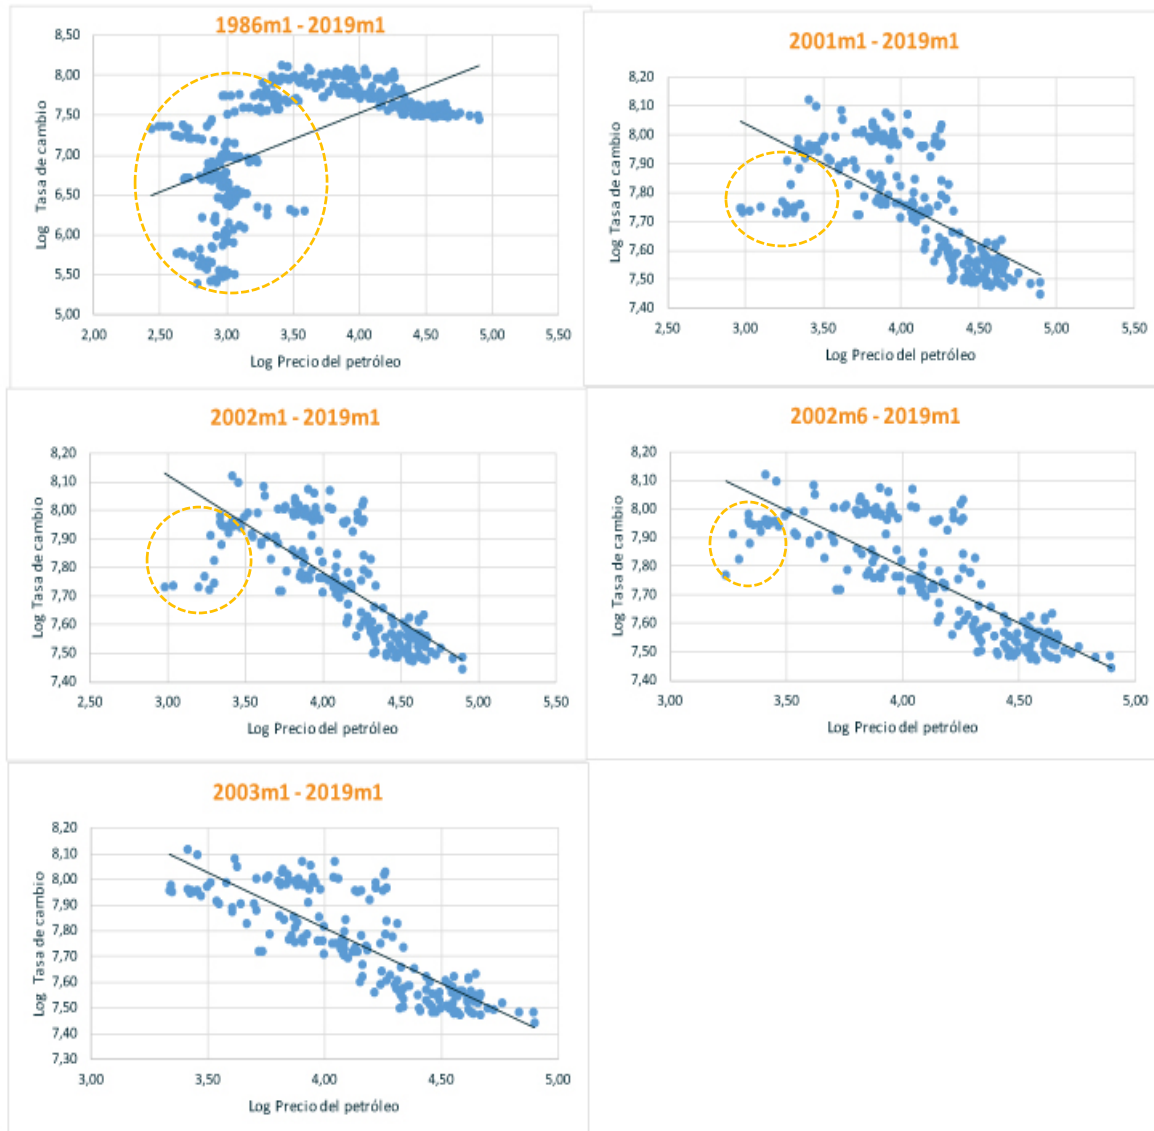 1986m1 - 2019m1
8,50
8,00
7,50
7,00
6,50
6,00
5,50
5,00
Log Tasa de cambio
2,00 2,50 3,00 3,50 4,00 4,50 5,00 5,50
Log Precio del petróleo
2001m1 - 2019m1
8,20
8,10
8,00
7,90
7,80
7,70
7,60
7,50
7,40
Log Tasa de cambio
2,50 3,00 3,50 4,00 4,50 5,00 5,50
Log Precio del petróleo
2002m1 - 2019m1
8,20
8,10
8,00
7,90
7,80
7,70
7,60
7,50
7,40
Log Tasa de cambio
2,50 3,00 3,50 4,00 4,50 5,00 5,50
Log Precio del petróleo
2002m6 - 2019m1
8,20
8,10
8,00
7,90
7,80
7,70
7,60
7,50
7,40
Log Tasa de cambio
3,00 3,50 4,00 4,50 5,00
Log Precio del petróleo
2003m1 - 2019m1
8,20
8,10
8,00
7,90
7,80
7,70
7,60
7,50
7,40
7,30
Log Tasa de cambio
3,00 3,50 4,00 4,50 5,00
Log Precio del petróleo